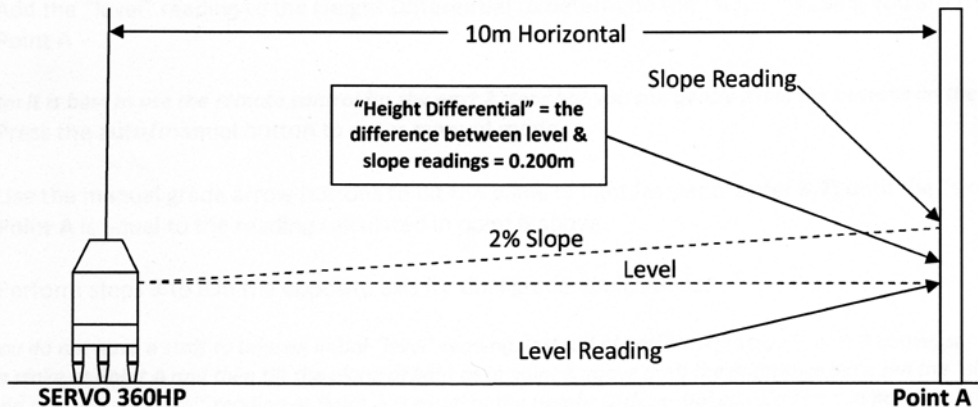 10m Horizontal
Slope Reading
“Height Differential” = the
difference between level &
slope readings = 0.200m
2% Slope
Level
Level Reading
SERVO 360HP
Point A